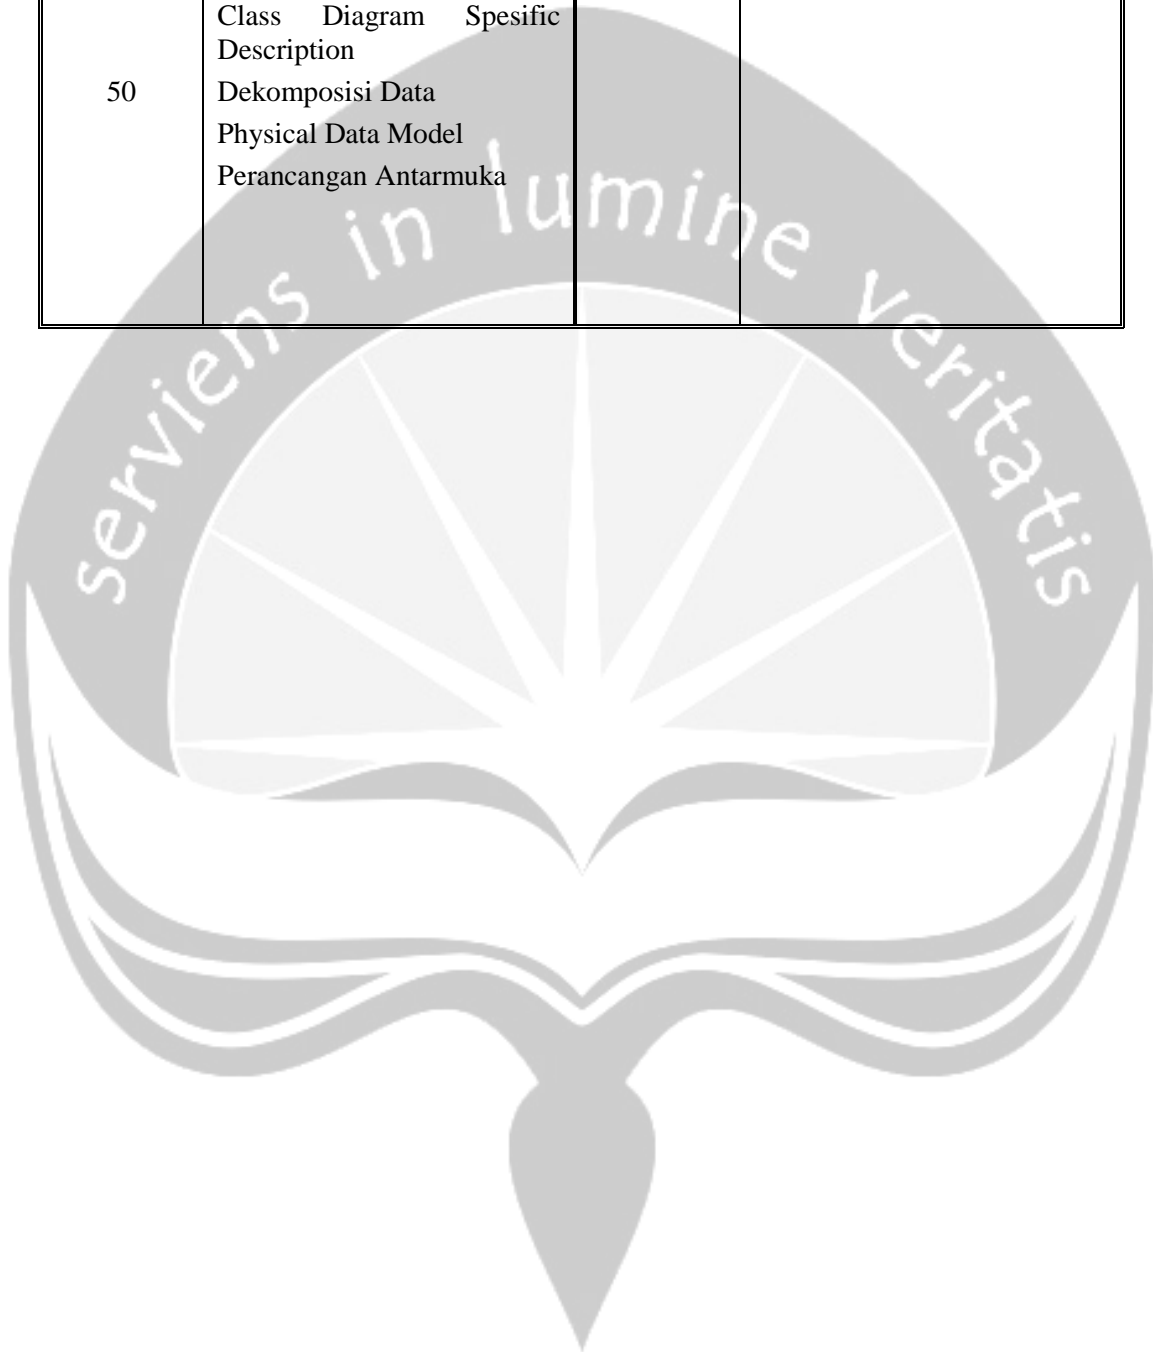 Class Diagram Spesific
Description
50 Dekomposisi Data
Physical Data Model
Perancangan Antarmuka
serviens in lumine veritatis